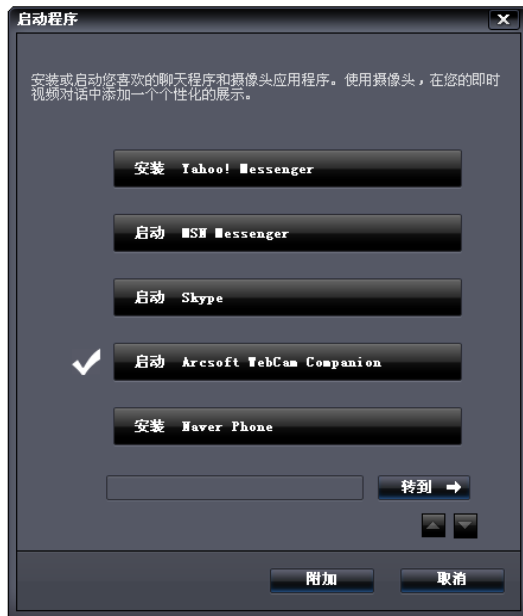 启动程序
安装或启动您喜欢的聊天程序和摄像头应用程序。使用摄像头，在您的即时
视频对话中添加一个个性化的展示。
安装 Yahoo! Messenger
启动 MSN Messenger
启动 Skype
启动 Arcsoft WebCam Companion
安装 Naver Phone
转到
附加 取消